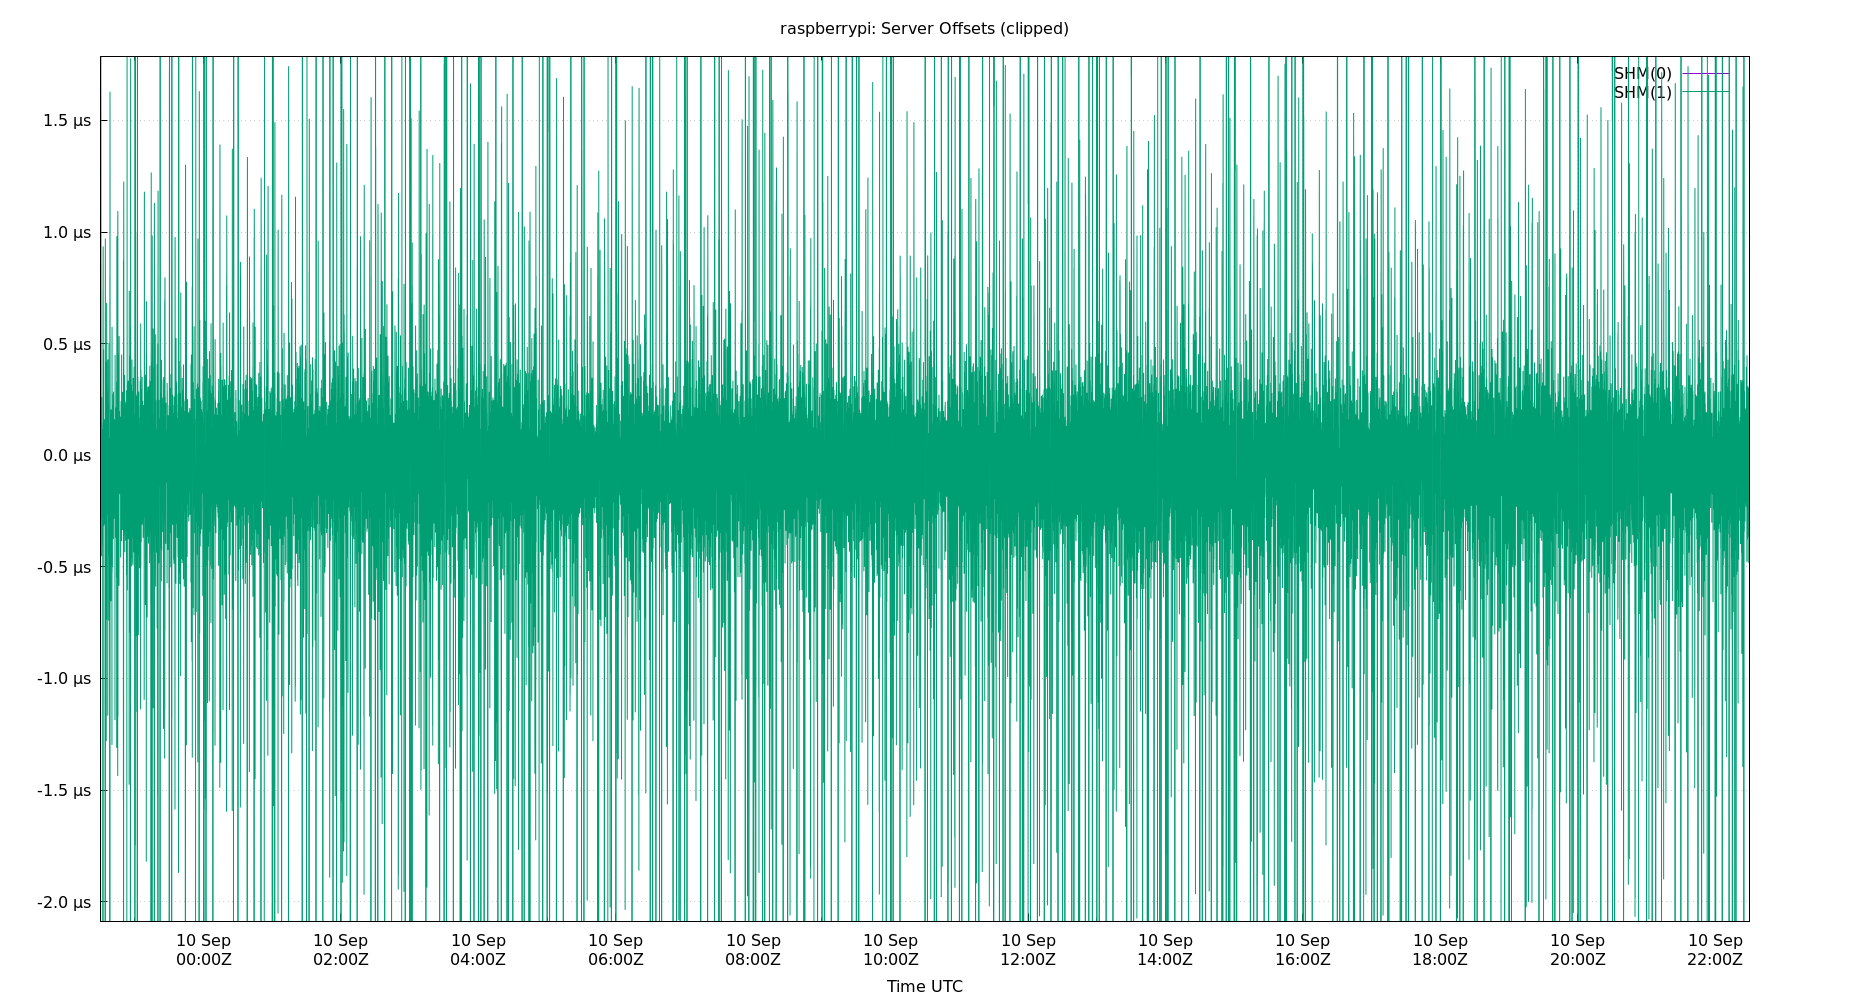 raspberrypi: Server Offsets (clipped)
SHM(0)
SHM(1)
1.5 µs
1.0 µs
0.5 µs
0.0 µs
-0.5 µs
-1.0 µs
-1.5 µs
-2.0 µs
10 Sep 10 Sep 10 Sep 10 Sep 10 Sep 10 Sep 10 Sep 10 Sep 10 Sep 10 Sep 10 Sep 10 Sep
00:00Z 02:00Z 04:00Z 06:00Z 08:00Z 10:00Z 12:00Z 14:00Z 16:00Z 18:00Z 20:00Z 22:00Z
Time UTC